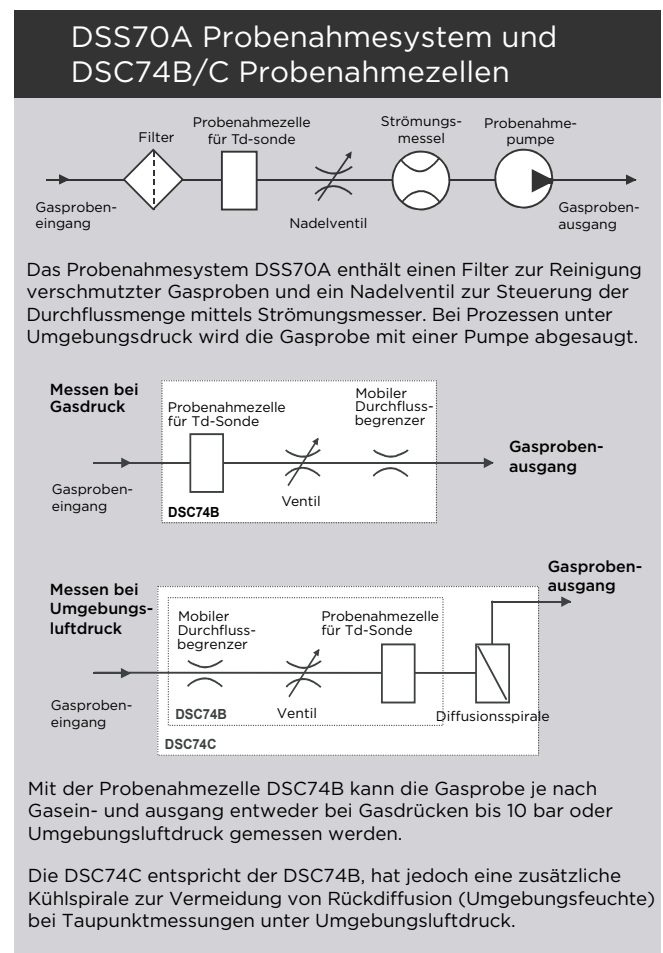 DSS70A Probenahmesystem und
DSC74B/C Probenahmezellen
Filter
Probenahmezelle
für Td-sonde
Nadelventil
Strömungs-
messel
Probenahme-
pumpe
Gasproben-
eingang
Gasproben-
ausgang
Das Probenahmesystem DSS70A enthält einen Filter zur Reinigung
verschmutzter Gasproben und ein Nadelventil zur Steuerung der
Durchflussmenge mittels Strömungsmesser. Bei Prozessen unter
Umgebungsdruck wird die Gasprobe mit einer Pumpe abgesaugt.
Messen bei
Gasdruck
Probenahmezelle
für Td-Sonde
Mobiler
Durchfluss-
begrenzer
Gasproben-
eingang
Ventil
DSC74B
Gasproben-
ausgang
Messen bei
Umgebungs-
luftdruck
Mobiler
Durchfluss-
begrenzer
Probenahmezelle
für Td-Sonde
Gasproben-
ausgang
Gasproben-
eingang
DSC74B
Ventil
Diffusionsspirale
DSC74C
Mit der Probenahmezelle DSC74B kann die Gasprobe je nach
Gasein- und ausgang entweder bei Gasdrücken bis 10 bar oder
Umgebungsluftdruck gemessen werden.
Die DSC74C entspricht der DSC74B, hat jedoch eine zusätzliche
Kühlspirale zur Vermeidung von Rückdiffusion (Umgebungsfeuchte)
bei Taupunktmessungen unter Umgebungsluftdruck.